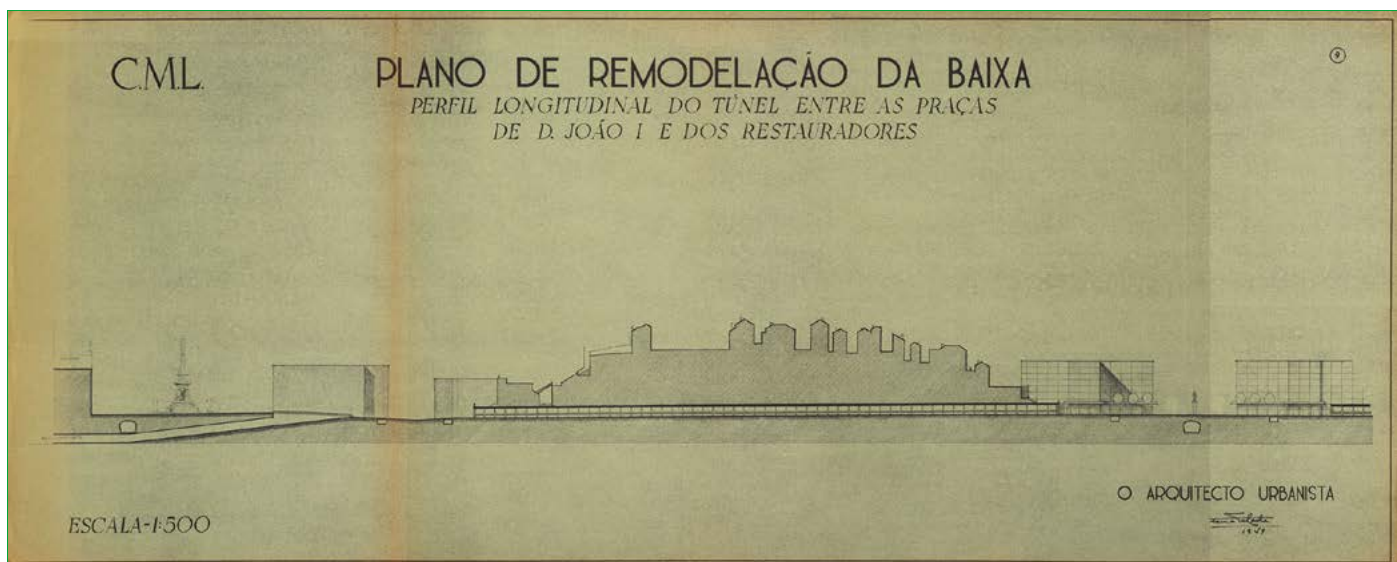 C.M.L.
PLANO DE REMODELAÇÃO DA BAIXA
PERFIL LONGITUDINAL DO TÚNEL ENTRE AS PRAÇAS
DE D. JOÃO I E DOS RESTAURADORES
O ARQUITECTO URBANISTA
ESCALA-1:500